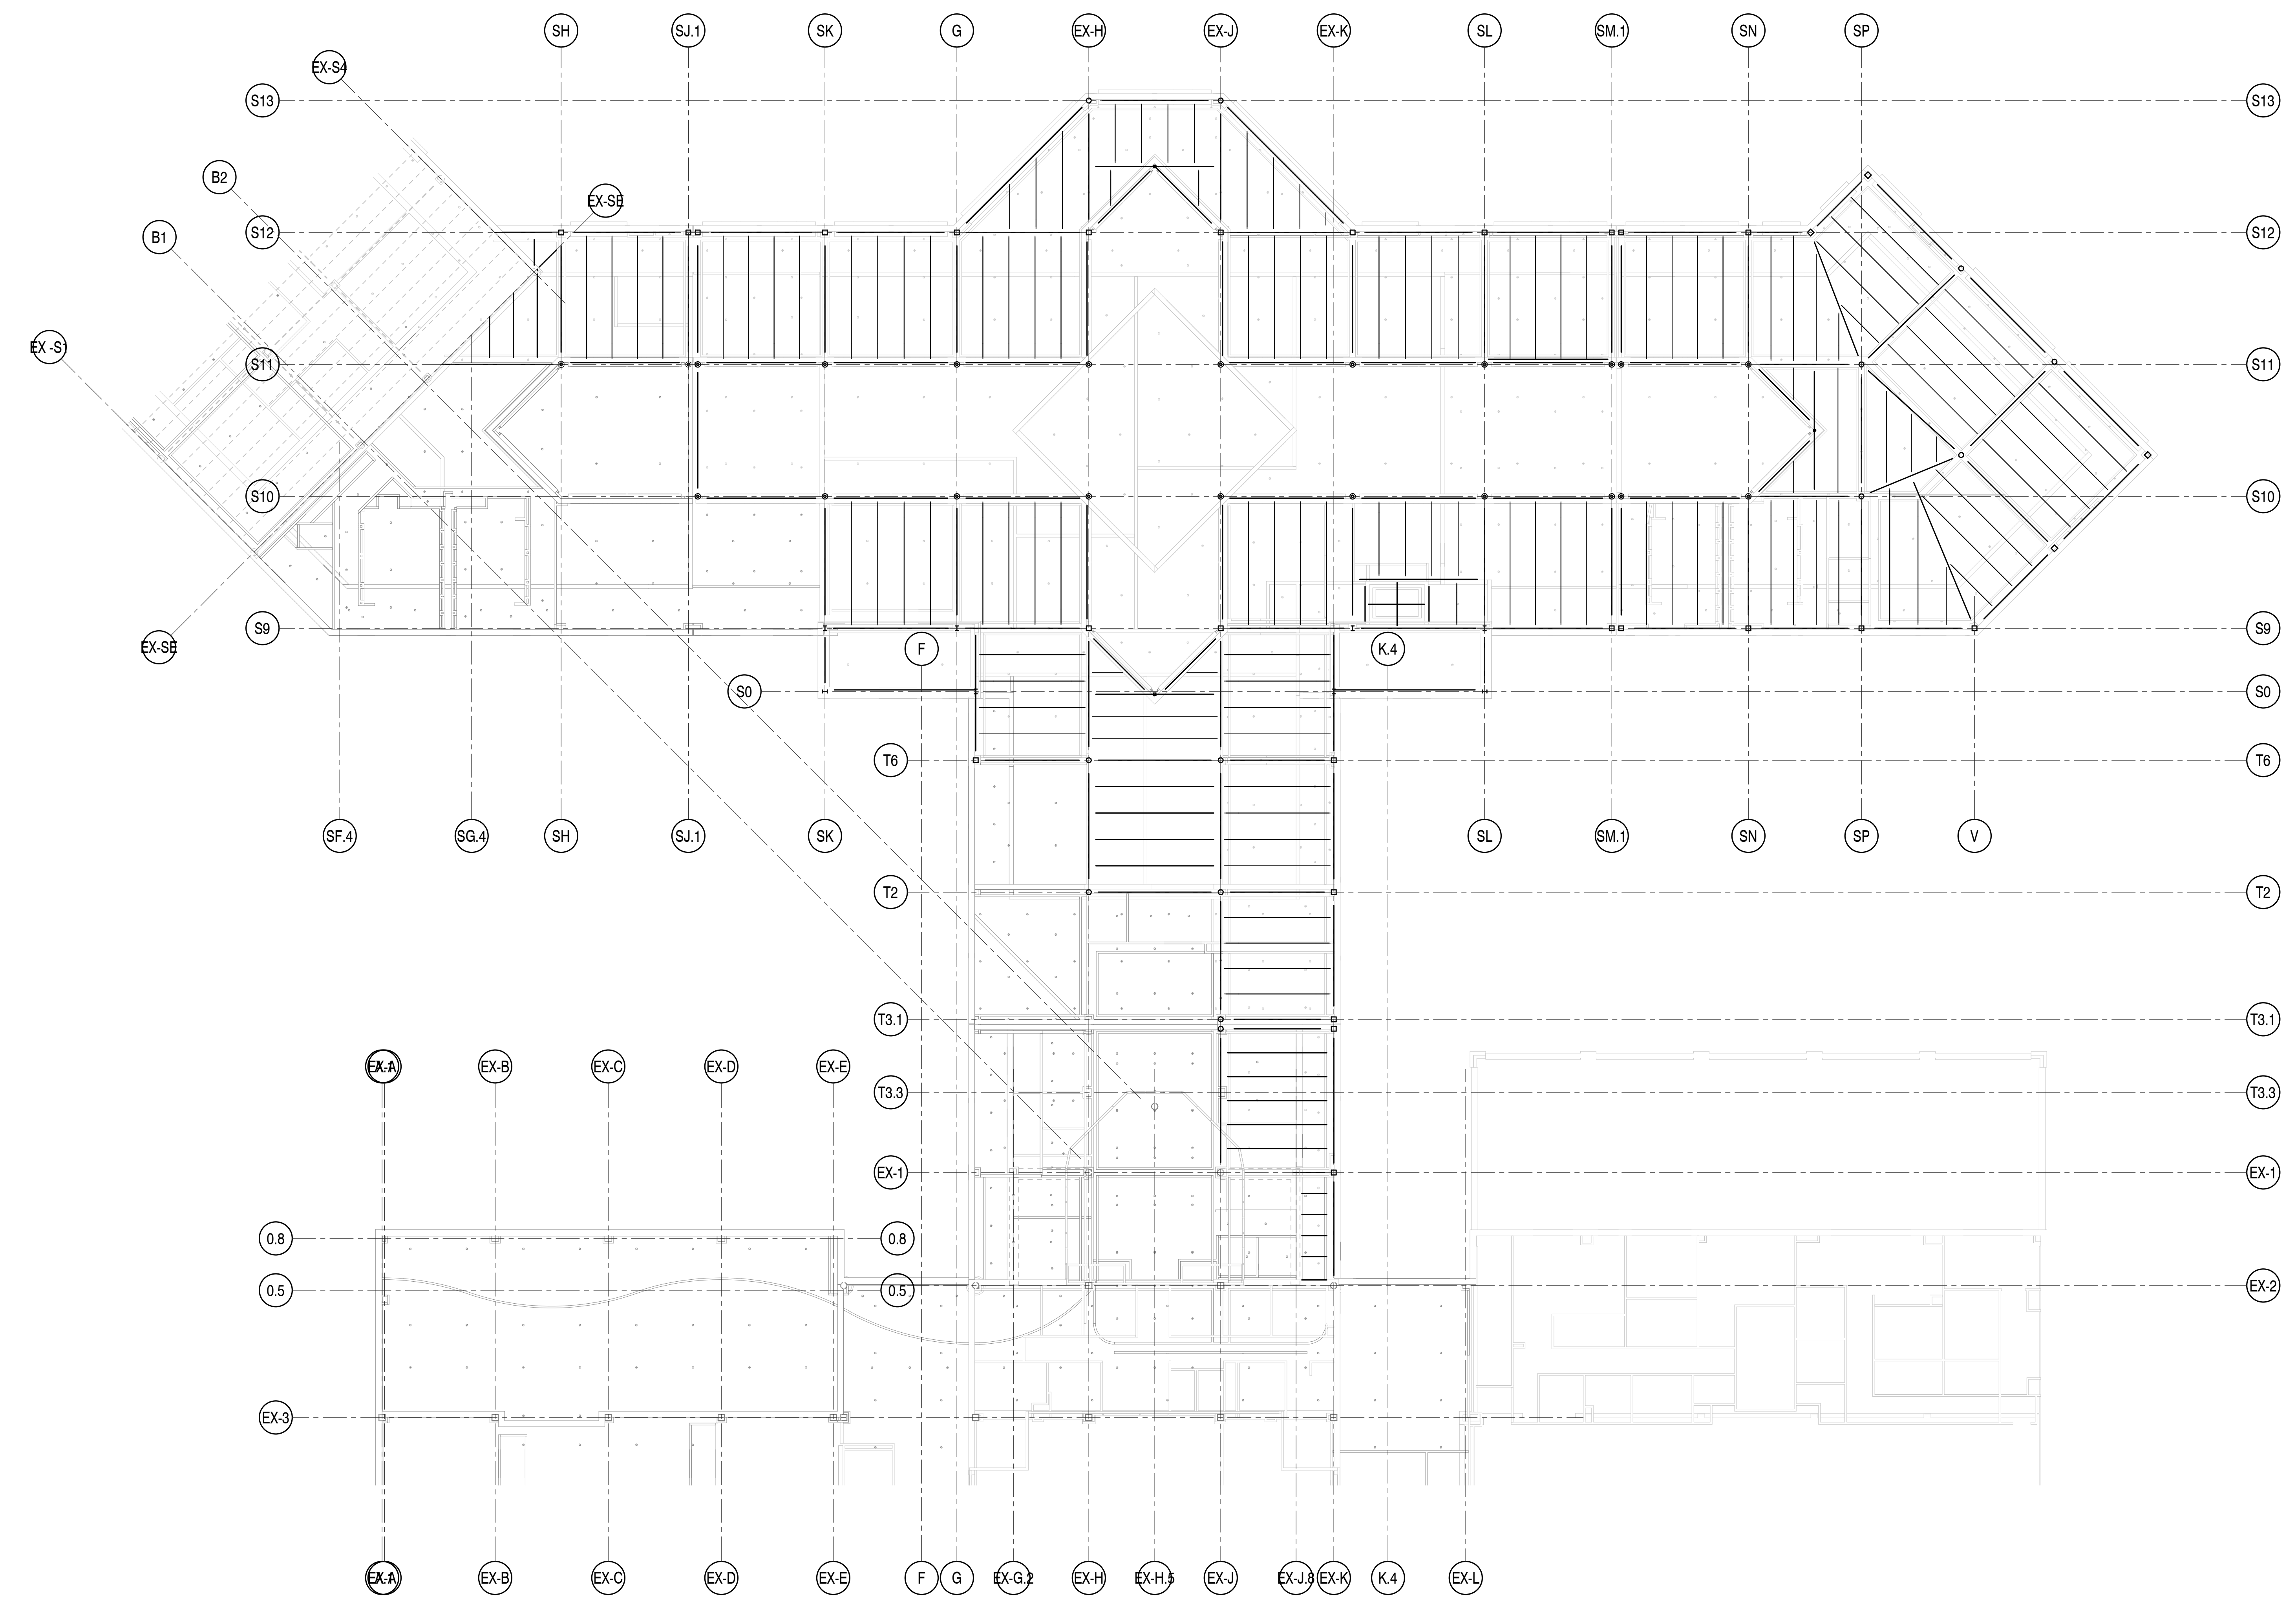 SH SJ.1 SK G EX-H EX-J EX-K SL SM.1 SN SP
EX-S4
S13 S13
B2
EX-SE
S12 S12
B1
EX -S1
S11 S11
S10 S10
S9 S9
EX-SE
F K.4
S0 S0
T6 T6
SF.4 SG.4 SH SJ.1 SK SL SM.1 SN SP V
T2 T2
T3.1 T3.1
EX-A EX-B EX-C EX-D EX-E
T3.3 T3.3
EX-1 EX-1
0.8 0.8
0.5 0.5 EX-2
EX-3
EX-A EX-B EX-C EX-D EX-E F G EX-G.2 EX-H EX-H.5 EX-J EX-J.8 EX-K K.4 EX-L